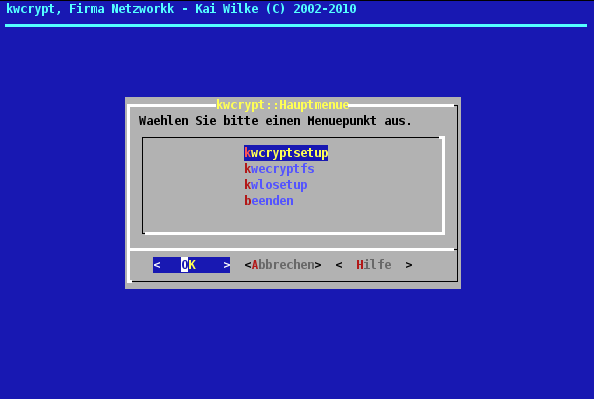 kwcrypt, Firma Networkk - Kai Wilke (C) 2002-2010
kwcrypt::Hauptmenue
Waehlen Sie bitte einen Menuepunkt aus.
kwcryptsetup
kwecryptfs
kwlosetup
beenden
< OK > <Abbrechen> < Hilfe >